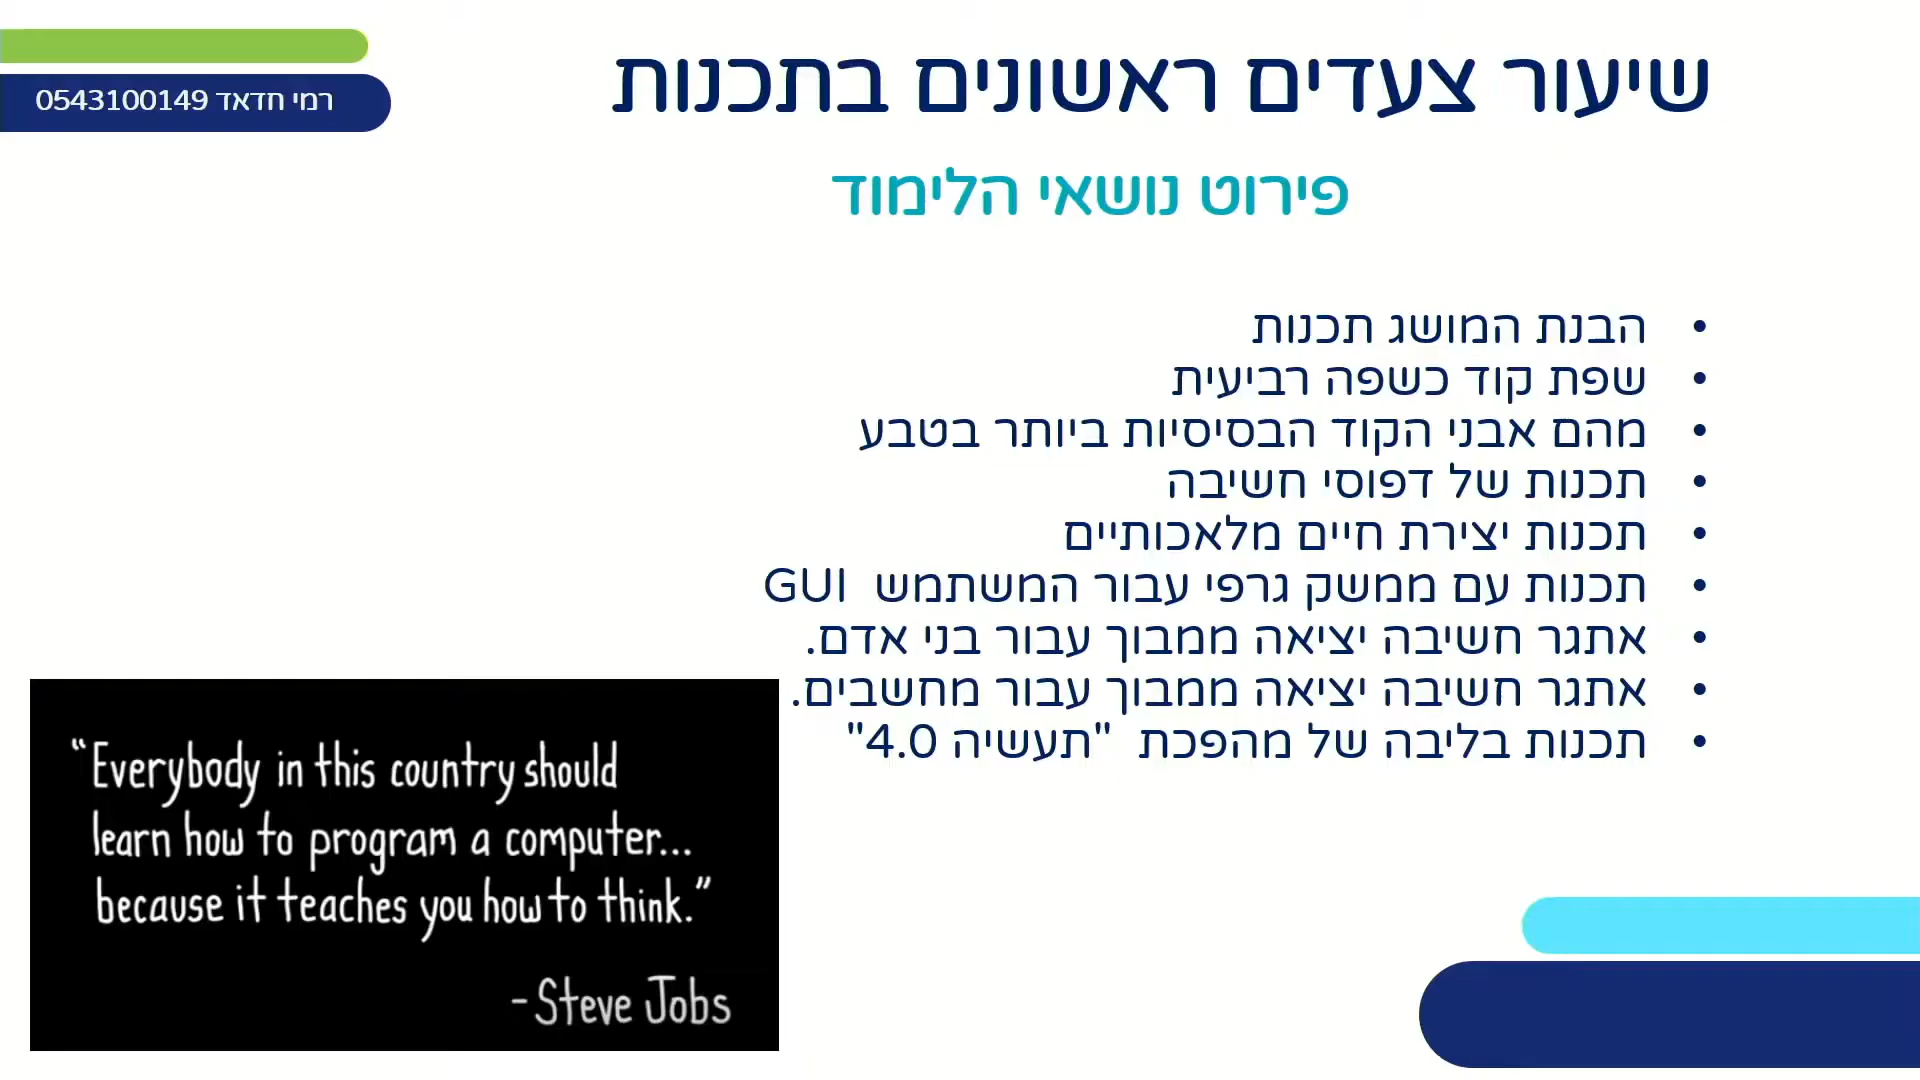 רמי חדאד 0543100149
שיעור צעדים ראשונים בתכנות
פירוט נושאי הלימוד
• הבנת המושג תכנות
• שפת קוד כשפה רביעית
• מהם אבני הקוד הבסיסיות ביותר בטבע
• תכנות של דפוסי חשיבה
• תכנות יצירת חיים מלאכותיים
• תכנות עם ממשק גרפי עבור המשתמש GUI
• אתגר חשיבה יציאה ממבוך עבור בני אדם.
• אתגר חשיבה יציאה ממבוך עבור מחשבים.
• תכנות בליבה של מהפכת "תעשיה 4.0"
“Everybody in this country should
learn how to program a computer...
because it teaches you how to think.”
- Steve Jobs